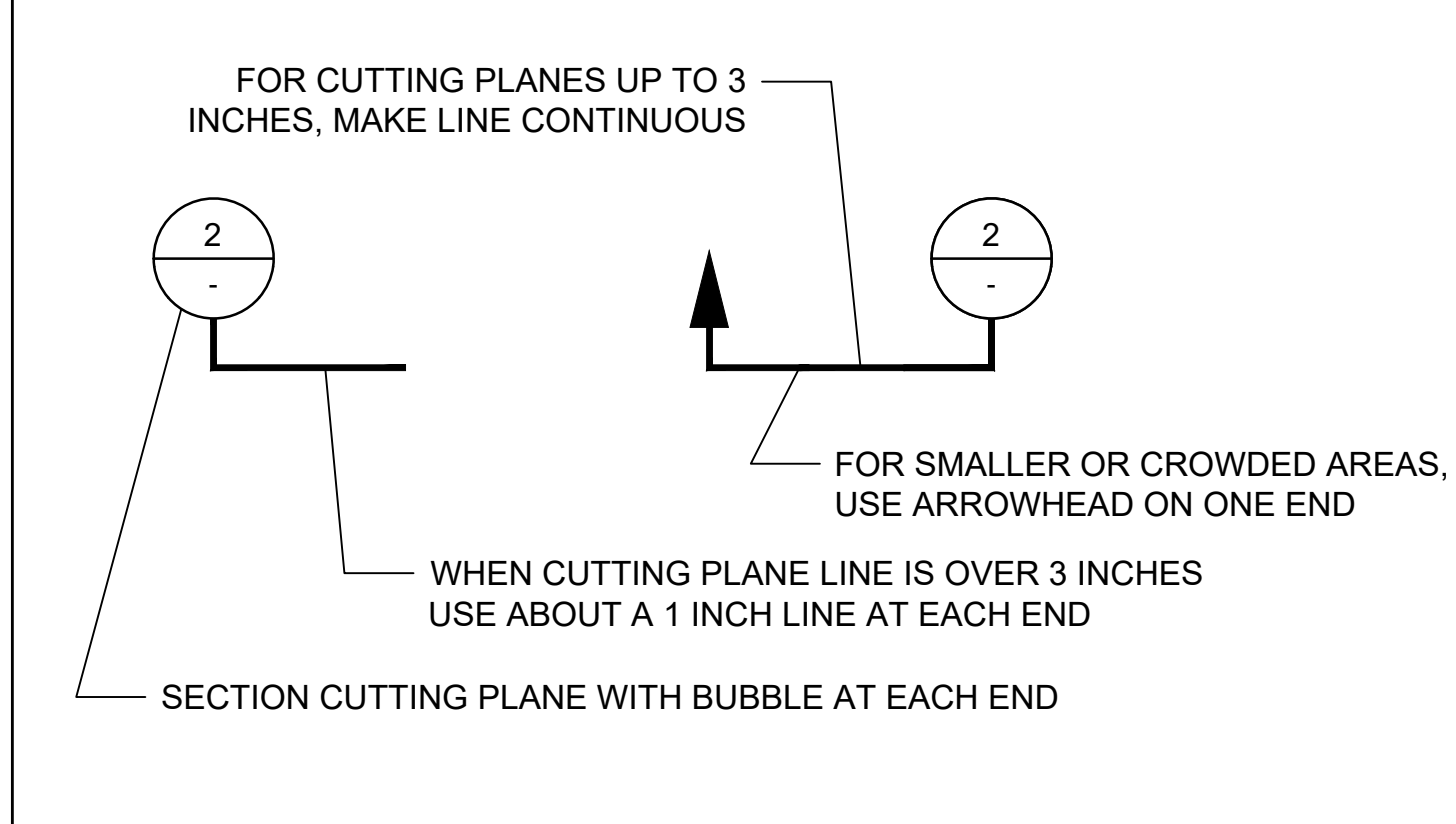 FOR CUTTING PLANES UP TO 3
INCHES, MAKE LINE CONTINUOUS
2
-
2
-
FOR SMALLER OR CROWDED AREAS,
USE ARROWHEAD ON ONE END
WHEN CUTTING PLANE LINE IS OVER 3 INCHES
USE ABOUT A 1 INCH LINE AT EACH END
SECTION CUTTING PLANE WITH BUBBLE AT EACH END